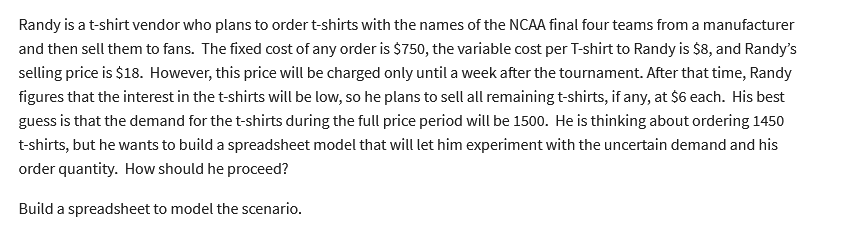 Randy is a t-shirt vendor who plans to order t-shirts with the names of the NCAA final four teams from a manufacturer
and then sell them to fans.  The fixed cost of any order is $750, the variable cost per T-shirt to Randy is $8, and Randy's
selling price is $18.  However, this price will be charged only until a week after the tournament. After that time, Randy
figures that the interest in the t-shirts will be low, so he plans to sell all remaining t-shirts, if any, at $6 each.  His best
guess is that the demand for the t-shirts during the full price period will be 1500.  He is thinking about ordering 1450
t-shirts, but he wants to build a spreadsheet model that will let him experiment with the uncertain demand and his
order quantity.  How should he proceed?
Build a spreadsheet to model the scenario.